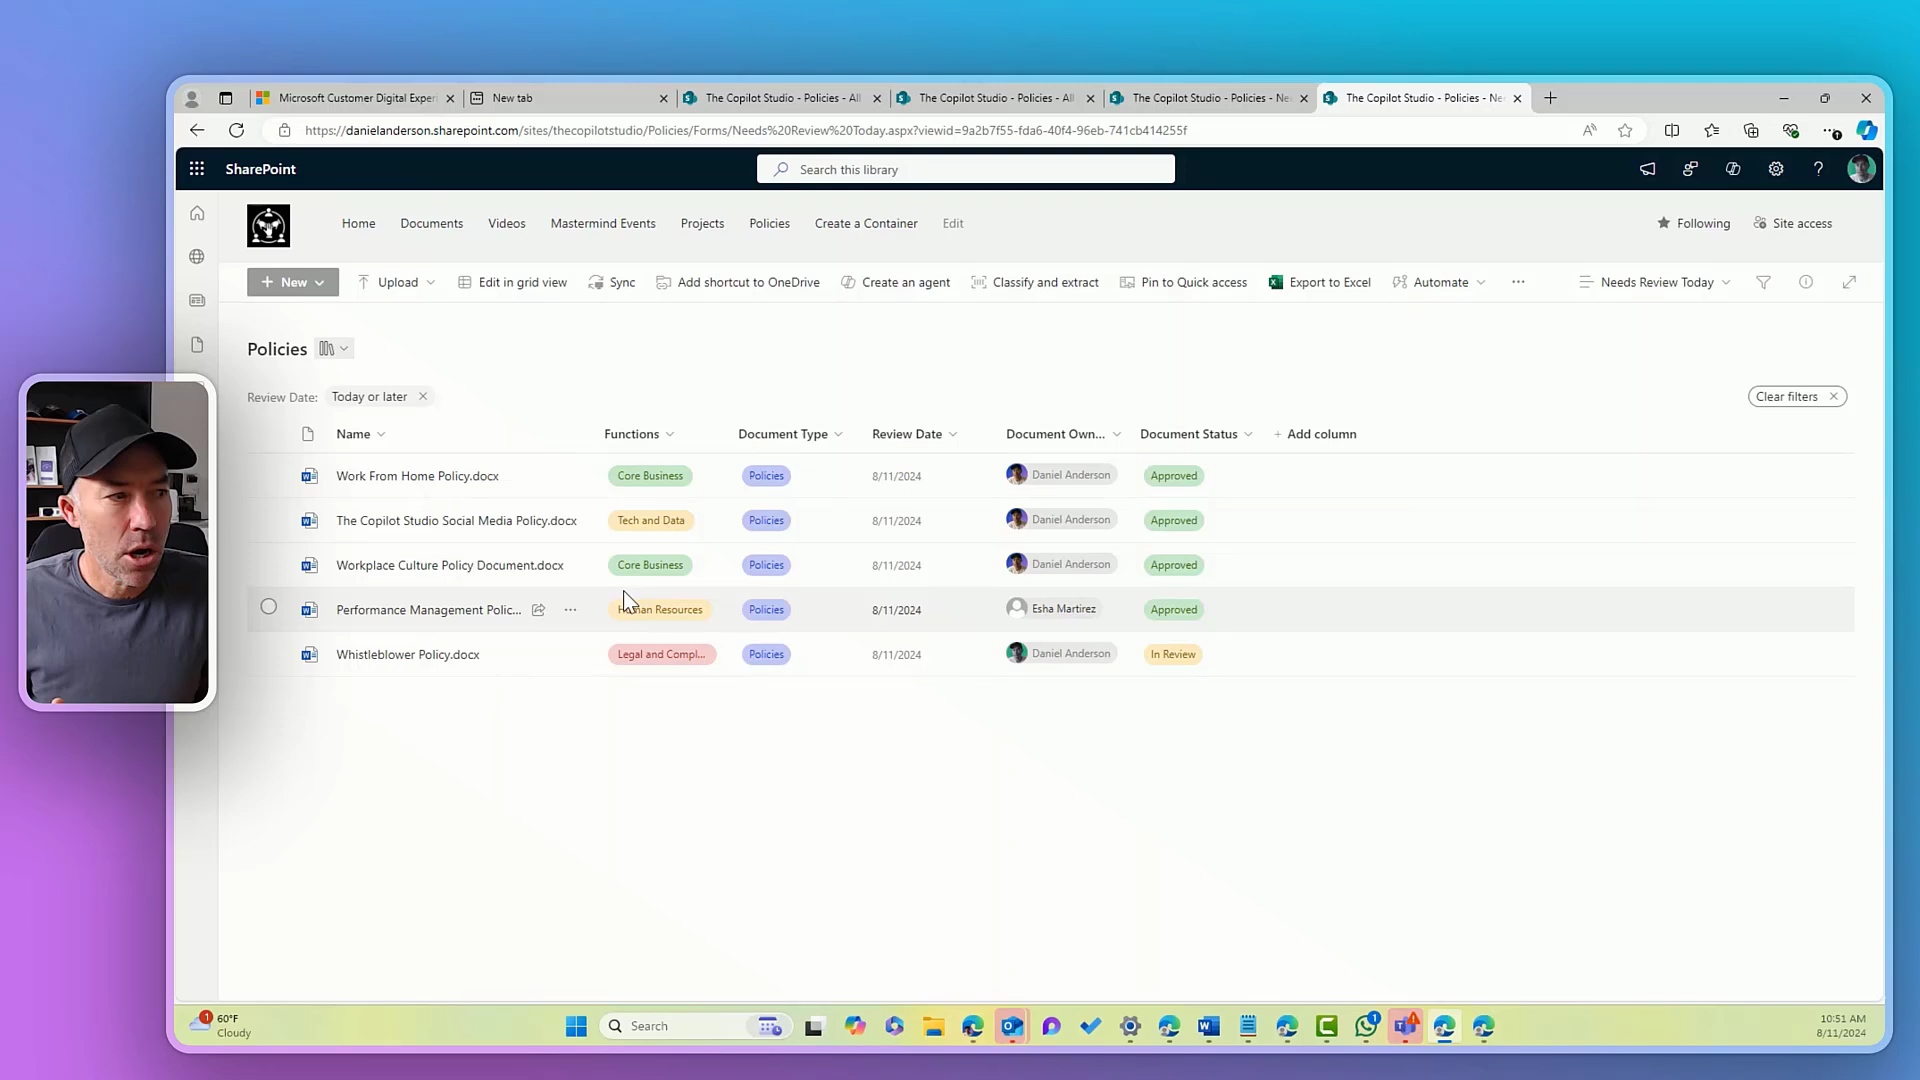 Microsoft Customer Digital Experi
New tab
The Copilot Studio - Policies - All
The Copilot Studio - Policies - All
The Copilot Studio - Policies - Ne
The Copilot Studio - Policies - Ne
https://danielanderson.sharepoint.com/sites/thecopilotstudio/Policies/Forms/Needs%20Review%20Today.aspx?viewid=9a2b7f55-fda6-40f4-96eb-741cb414255f
SharePoint
Search this library
Home
Documents
Videos
Mastermind Events
Projects
Policies
Create a Container
Edit
Following
Site access
New
Upload
Edit in grid view
Sync
Add shortcut to OneDrive
Create an agent
Classify and extract
Pin to Quick access
Export to Excel
Automate
Needs Review Today
Policies
Review Date: Today or later
Clear filters
Name Functions Document Type Review Date Document Own... Document Status + Add column
Work From Home Policy.docx Core Business Policies 8/11/2024 Daniel Anderson Approved
The Copilot Studio Social Media Policy.docx Tech and Data Policies 8/11/2024 Daniel Anderson Approved
Workplace Culture Policy Document.docx Core Business Policies 8/11/2024 Daniel Anderson Approved
Performance Management Polic... Human Resources Policies 8/11/2024 Esha Martirez Approved
Whistleblower Policy.docx Legal and Compl... Policies 8/11/2024 Daniel Anderson In Review
1
60°F
Cloudy
Search
1
10:51 AM
8/11/2024